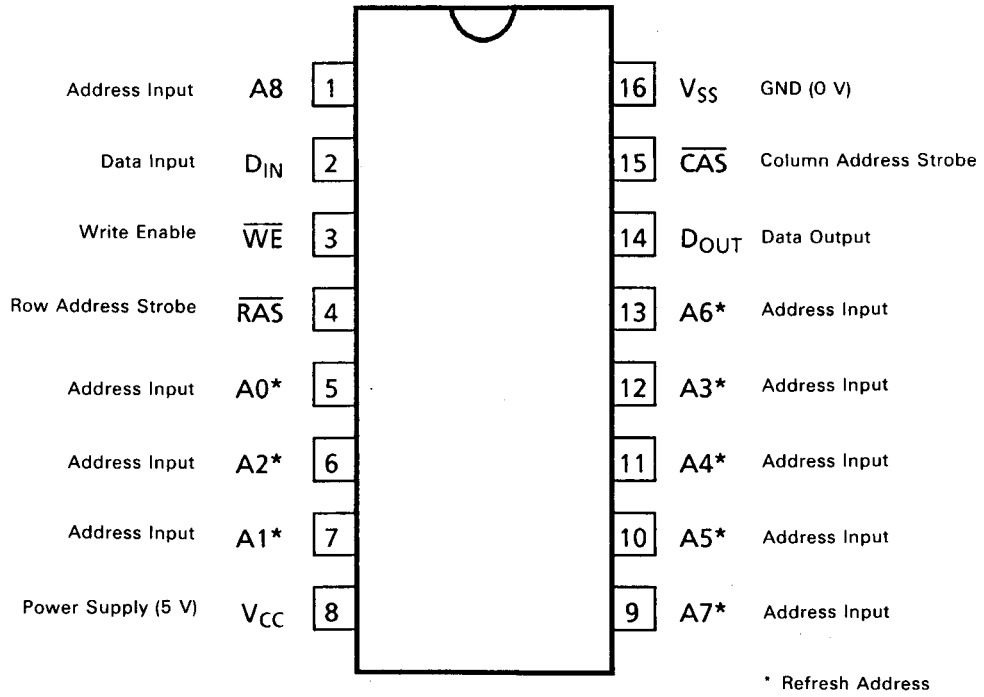 Address Input A8 1 16 VSS GND (0 V)
Data Input DIN 2 15 C̅A̅S̅ Column Address Strobe
Write Enable W̅E̅ 3 14 DOUT Data Output
Row Address Strobe R̅A̅S̅ 4 13 A6* Address Input
Address Input A0* 5 12 A3* Address Input
Address Input A2* 6 11 A4* Address Input
Address Input A1* 7 10 A5* Address Input
Power Supply (5 V) VCC 8 9 A7* Address Input
* Refresh Address